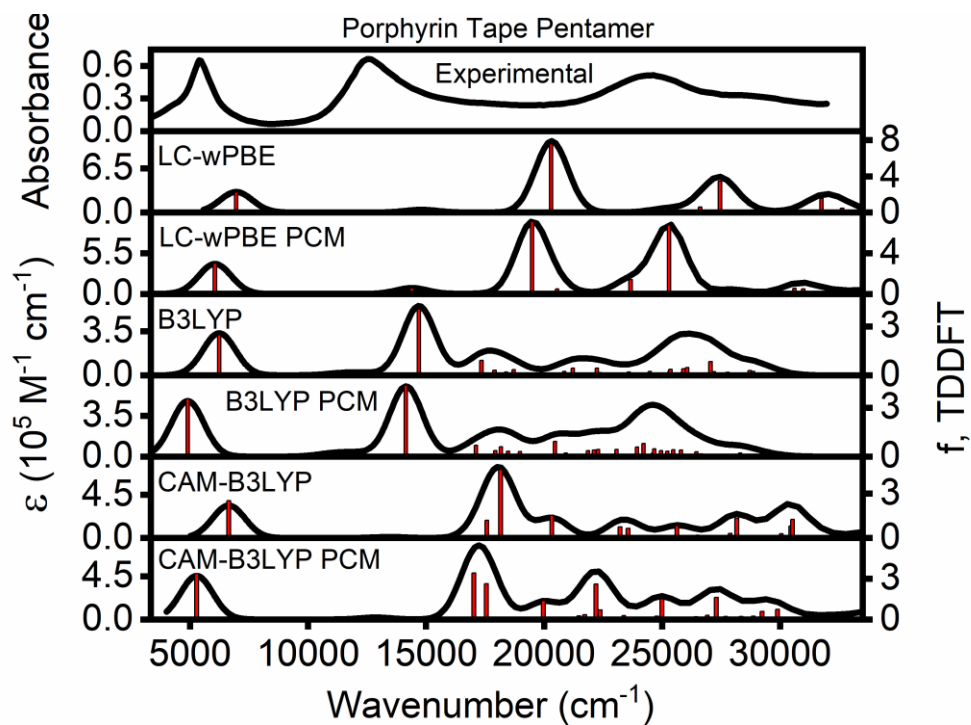 Porphyrin Tape Pentamer
Absorbance
0.6
0.3
0.0
Experimental
LC-wPBE
6.5
0.0
8
4
0
LC-wPBE PCM
5.5
0.0
6
0
B3LYP
3.5
0.0
3
0
B3LYP PCM
3.5
0.0
3
0
CAM-B3LYP
4.5
0.0
3
0
CAM-B3LYP PCM
4.5
0.0
3
0
ε (10⁵ M⁻¹ cm⁻¹)
f, TDDFT
5000 10000 15000 20000 25000 30000
Wavenumber (cm⁻¹)